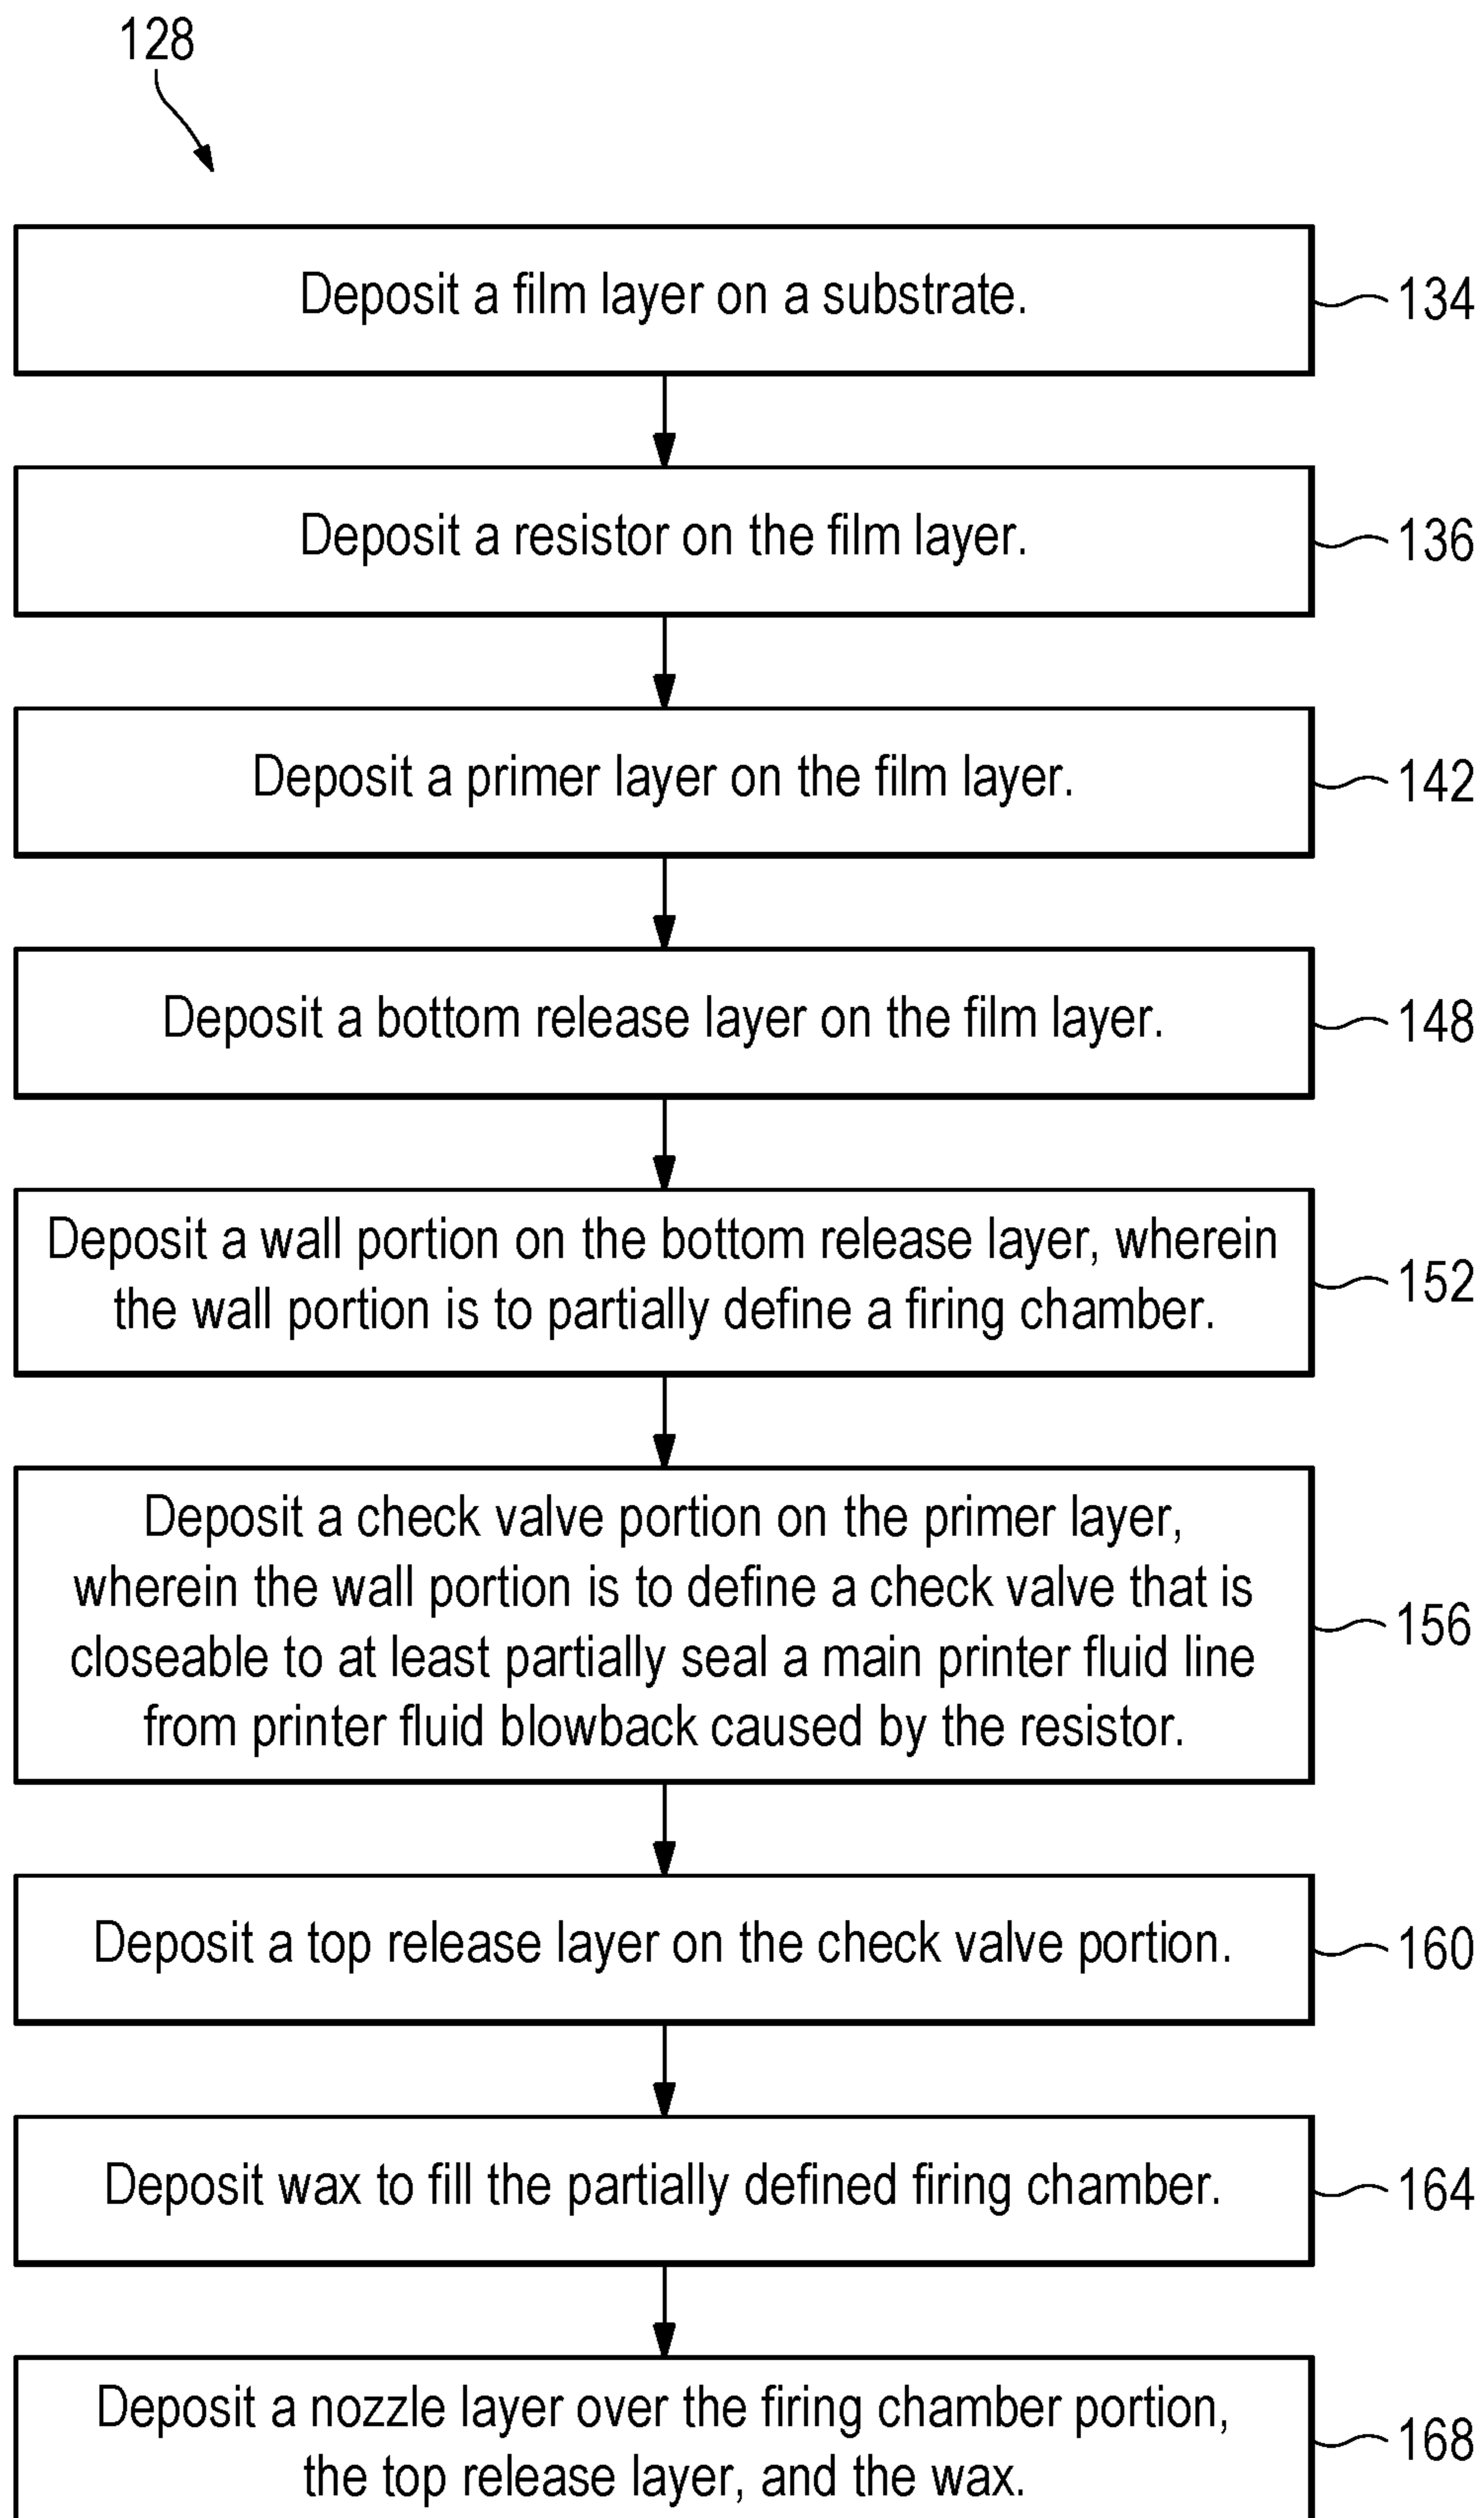 128
Deposit a film layer on a substrate.
134
Deposit a resistor on the film layer.
136
Deposit a primer layer on the film layer.
142
Deposit a bottom release layer on the film layer.
148
Deposit a wall portion on the bottom release layer, wherein
the wall portion is to partially define a firing chamber.
152
Deposit a check valve portion on the primer layer,
wherein the wall portion is to define a check valve that is
closeable to at least partially seal a main printer fluid line
from printer fluid blowback caused by the resistor.
156
Deposit a top release layer on the check valve portion.
160
Deposit wax to fill the partially defined firing chamber.
164
Deposit a nozzle layer over the firing chamber portion,
the top release layer, and the wax.
168